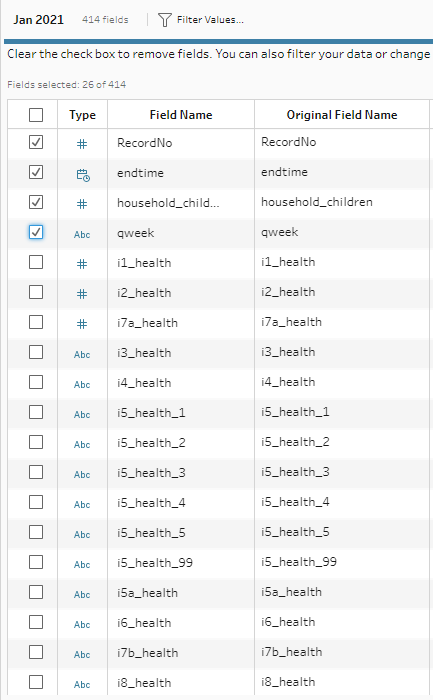 Jan 2021 414 fields Filter Values...
Clear the check box to remove fields. You can also filter your data or change
Fields selected: 26 of 414
Type Field Name Original Field Name
# RecordNo RecordNo
endtime endtime
# household_child... household_children
Abc qweek qweek
# i1_health i1_health
# i2_health i2_health
# i7a_health i7a_health
Abc i3_health i3_health
Abc i4_health i4_health
Abc i5_health_1 i5_health_1
Abc i5_health_2 i5_health_2
Abc i5_health_3 i5_health_3
Abc i5_health_4 i5_health_4
Abc i5_health_5 i5_health_5
Abc i5_health_99 i5_health_99
Abc i5a_health i5a_health
Abc i6_health i6_health
Abc i7b_health i7b_health
Abc i8_health i8_health